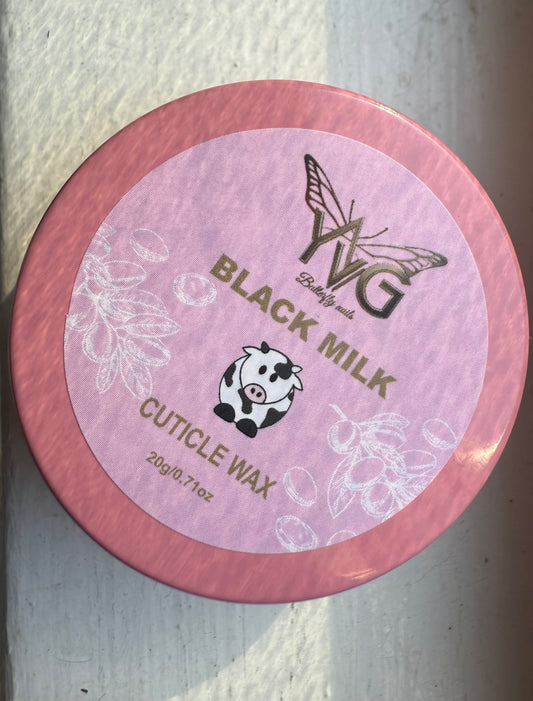 YVG
Butterfly nails
BLACK MILK
CUTICLE WAX
20g/0.71oz